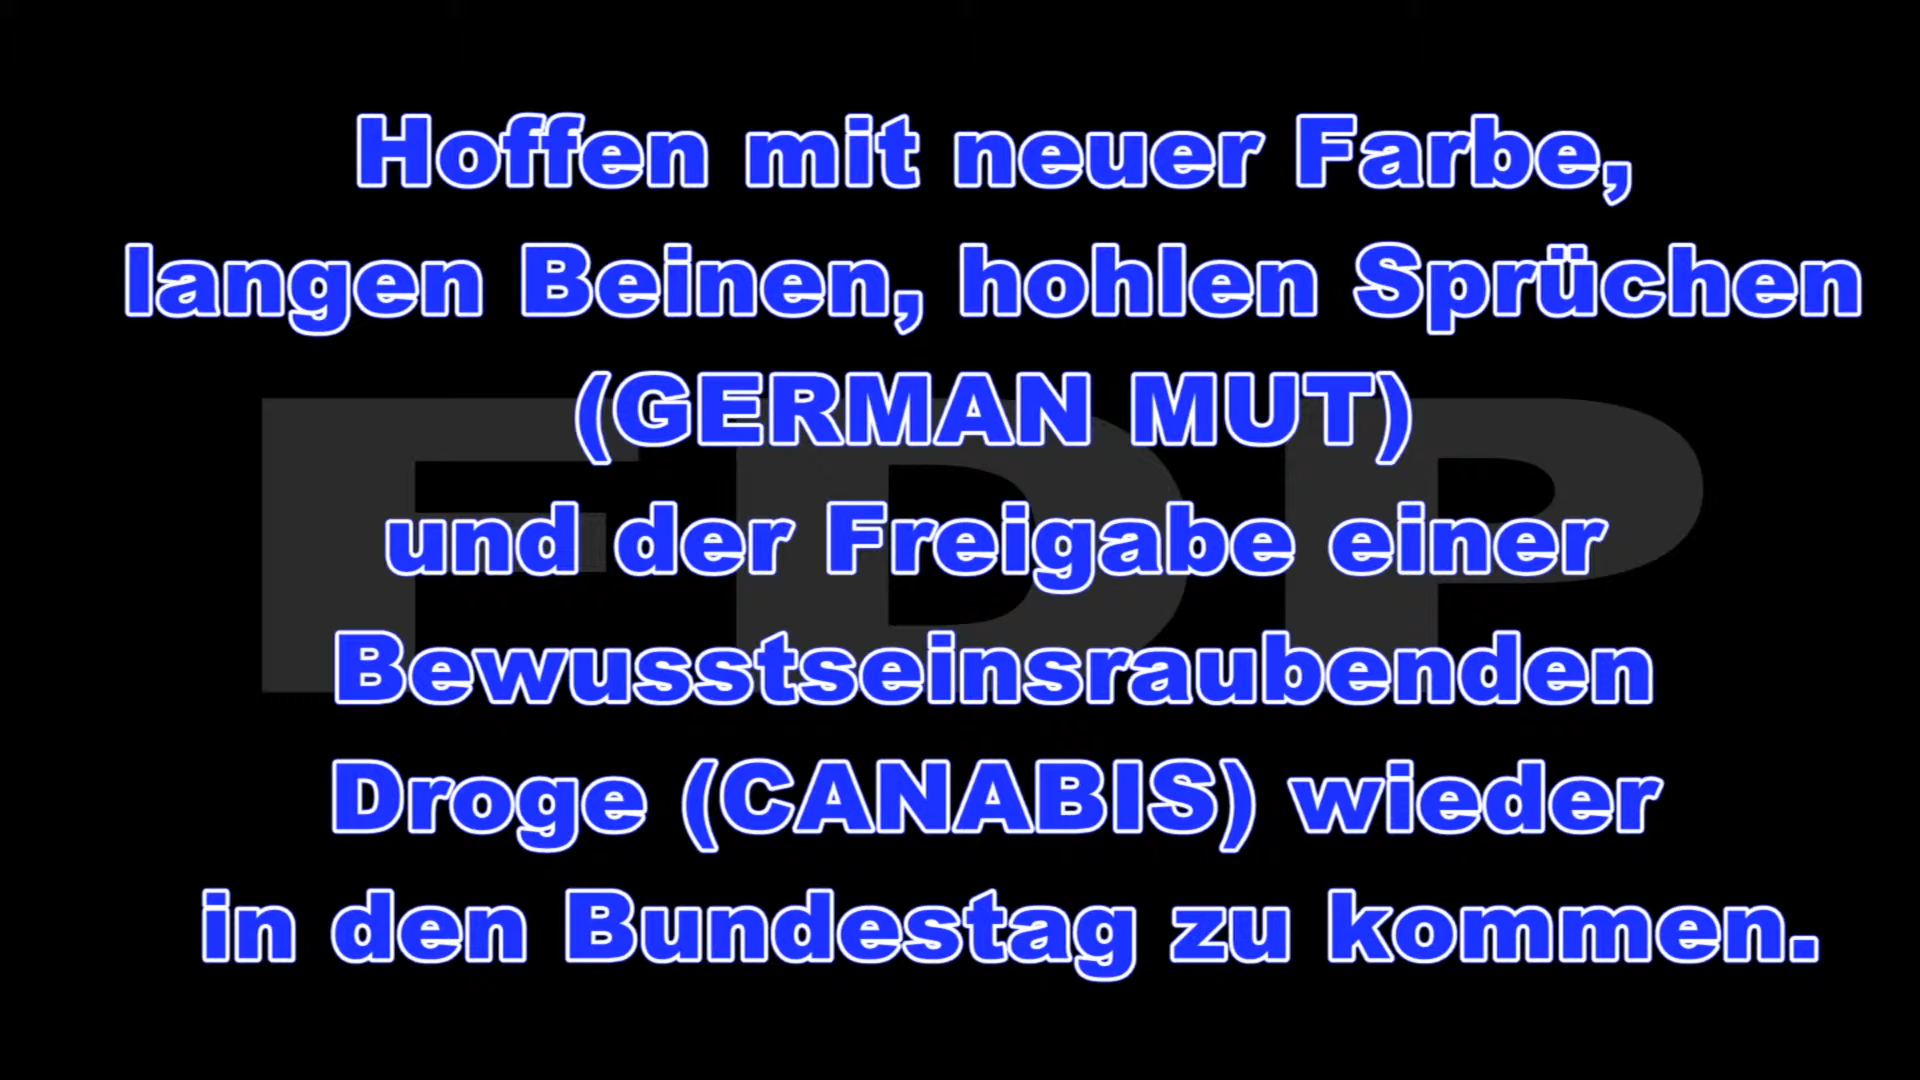 Hoffen mit neuer Farbe,
langen Beinen, hohlen Sprüchen
(GERMAN MUT)
FDP
und der Freigabe einer
Bewusstseinsraubenden
Droge (CANABIS) wieder
in den Bundestag zu kommen.